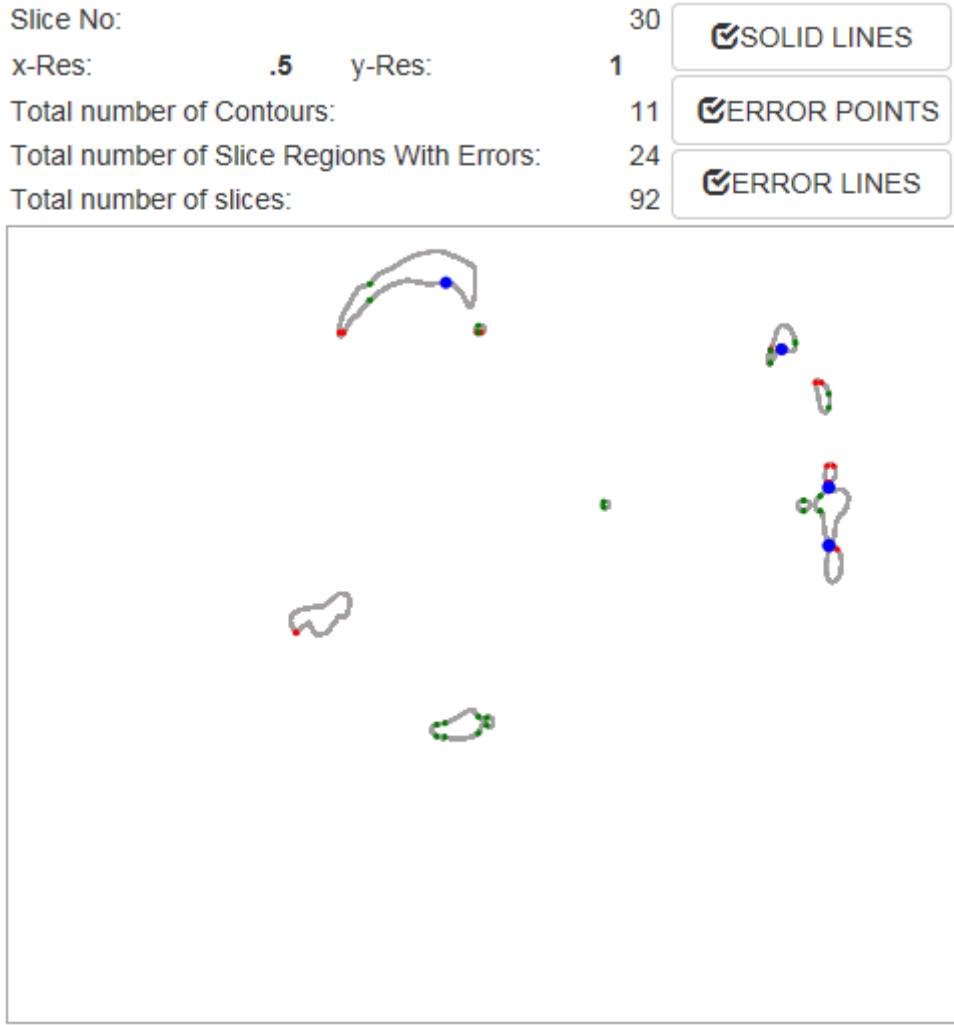 Slice No: 30
SOLID LINES
x-Res: .5 y-Res: 1
Total number of Contours: 11
ERROR POINTS
Total number of Slice Regions With Errors: 24
ERROR LINES
Total number of slices: 92